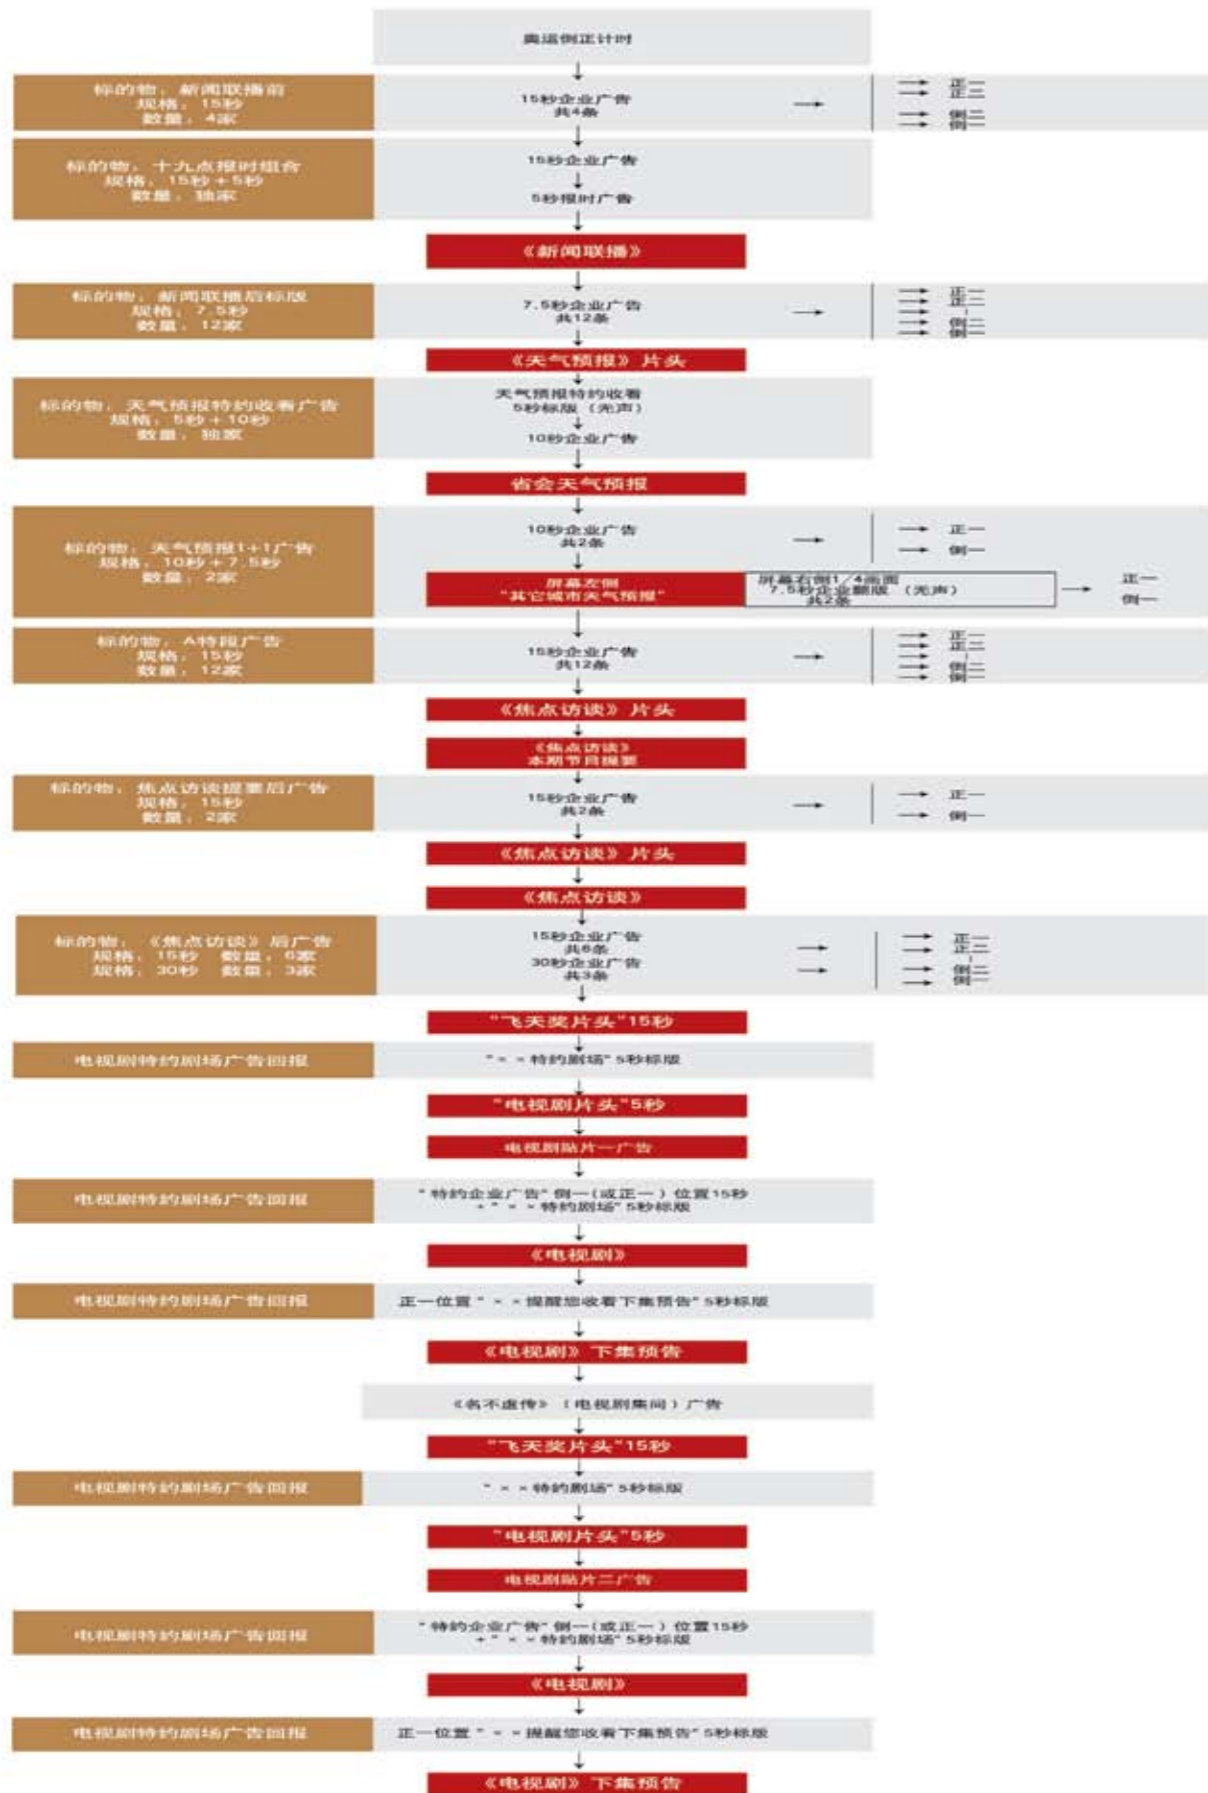 奥运倒正计时
标的物：新闻联播前
规格：15秒
数量：4家
15秒企业广告
共4条
正一
正二
倒二
倒一
标的物：十九点报时组合
规格：15秒+5秒
数量：独家
15秒企业广告
5秒报时广告
《新闻联播》
标的物：新闻联播后标版
规格：7.5秒
数量：12家
7.5秒企业广告
共12条
正一
正二
倒二
倒一
《天气预报》片头
标的物：天气预报特约收看广告
规格：5秒+10秒
数量：独家
天气预报特约收看
5秒标版（无声）
10秒企业广告
省会天气预报
标的物：天气预报1+1广告
规格：10秒+7.5秒
数量：2家
10秒企业广告
共2条
正一
倒一
屏幕左侧
"其它城市天气预报"
屏幕右侧1/4画面
7.5秒企业翻版（无声）
共2条
正一
倒一
标的物：A特段广告
规格：15秒
数量：12家
15秒企业广告
共12条
正一
正二
倒二
倒一
《焦点访谈》片头
《焦点访谈》
本期节目提要
标的物：焦点访谈提要后广告
规格：15秒
数量：2家
15秒企业广告
共2条
正一
倒一
《焦点访谈》片头
《焦点访谈》
标的物：《焦点访谈》后广告
规格：15秒 数量：6家
规格：30秒 数量：3家
15秒企业广告
共6条
30秒企业广告
共3条
正一
正二
倒二
倒一
"飞天奖片头"15秒
电视剧特约剧场广告回报
"××特约剧场"5秒标版
"电视剧片头"5秒
电视剧贴片一广告
电视剧特约剧场广告回报
"特约企业广告"倒一（或正一）位置15秒
+"××特约剧场"5秒标版
《电视剧》
电视剧特约剧场广告回报
正一位置"××提醒您收看下集预告"5秒标版
《电视剧》下集预告
《名不虚传》（电视剧集间）广告
"飞天奖片头"15秒
电视剧特约剧场广告回报
"××特约剧场"5秒标版
"电视剧片头"5秒
电视剧贴片二广告
电视剧特约剧场广告回报
"特约企业广告"倒一（或正一）位置15秒
+"××特约剧场"5秒标版
《电视剧》
电视剧特约剧场广告回报
正一位置"××提醒您收看下集预告"5秒标版
《电视剧》下集预告